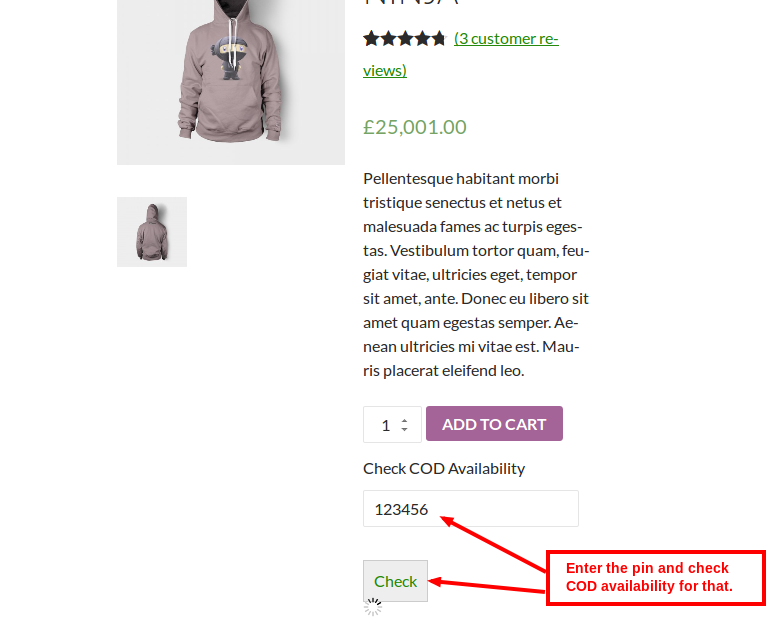 (3 customer re-
views)
£25,001.00
Pellentesque habitant morbi
tristique senectus et netus et
malesuada fames ac turpis eges-
tas. Vestibulum tortor quam, feu-
giat vitae, ultricies eget, tempor
sit amet, ante. Donec eu libero sit
amet quam egestas semper. Ae-
nean ultricies mi vitae est. Mau-
ris placerat eleifend leo.
1 ADD TO CART
Check COD Availability
123456
Check
Enter the pin and check
COD availability for that.